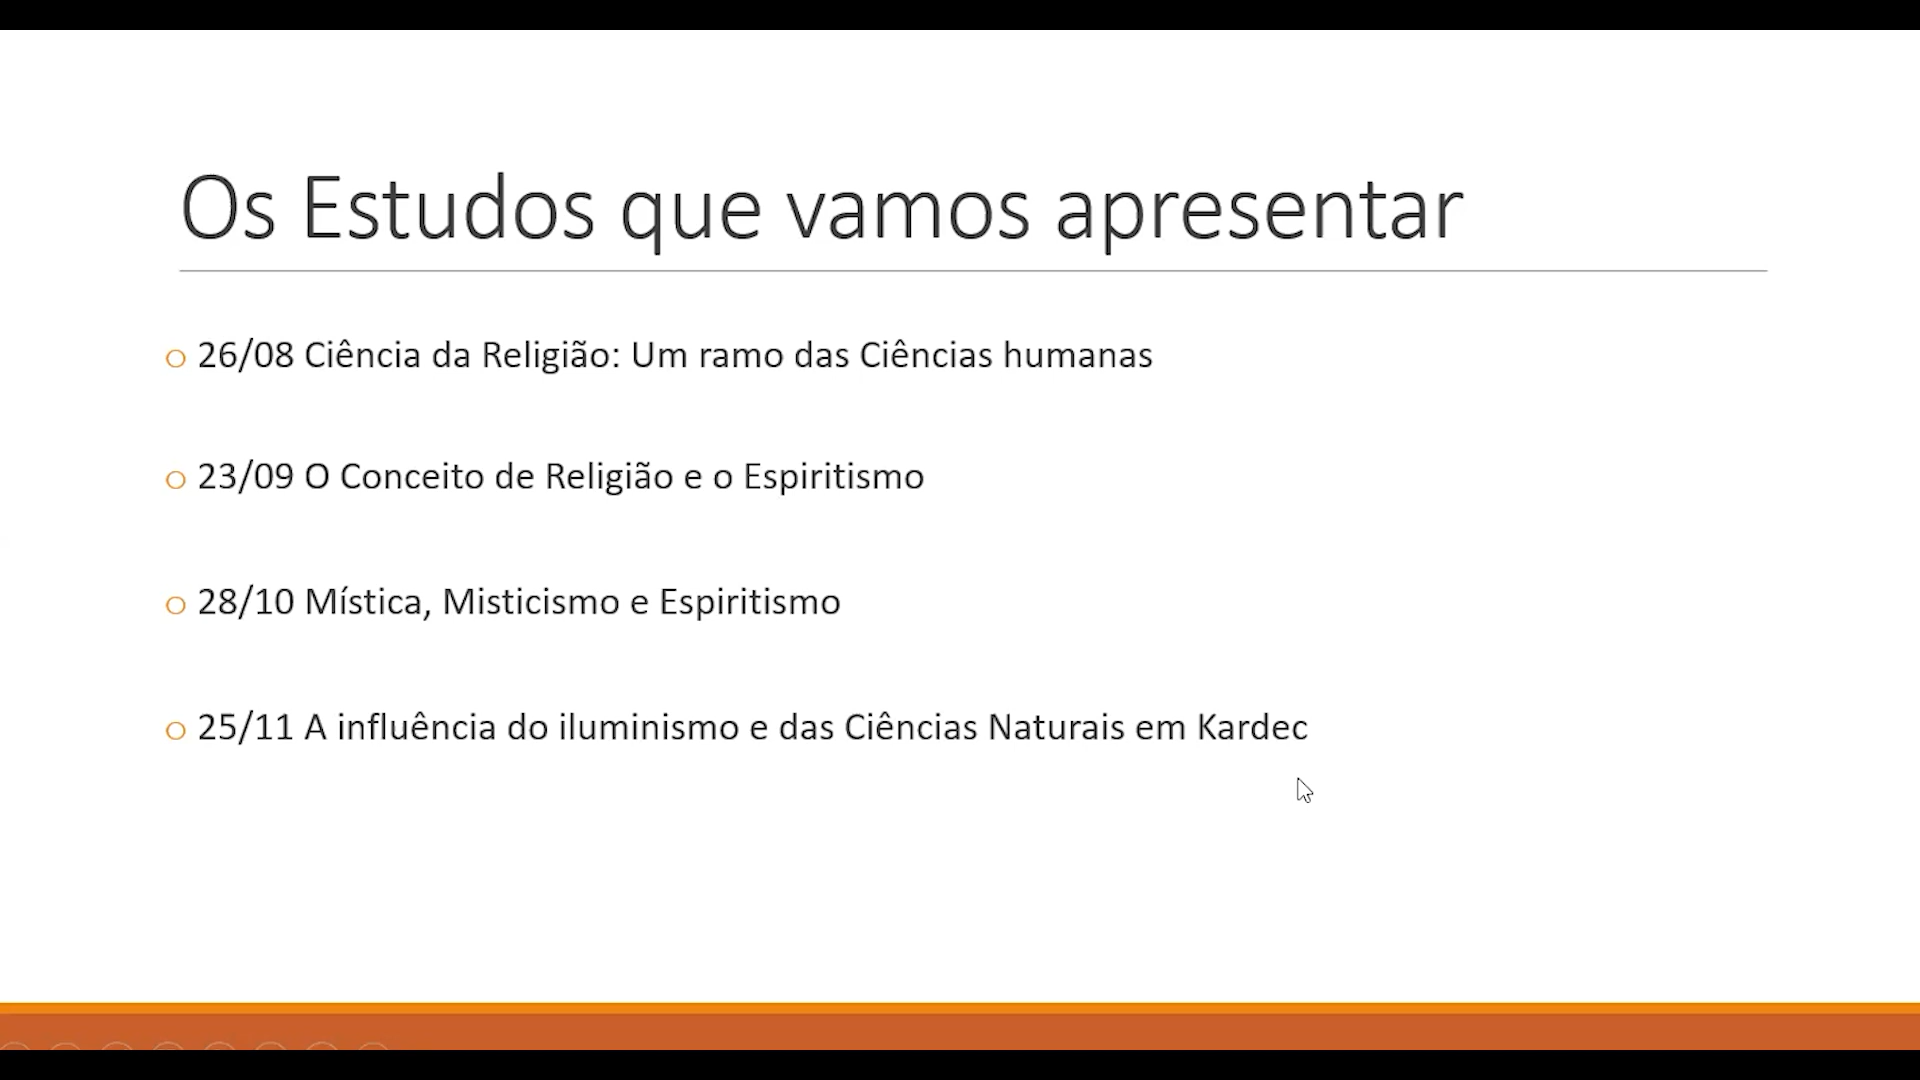 Os Estudos que vamos apresentar
o 26/08 Ciência da Religião: Um ramo das Ciências humanas
o 23/09 O Conceito de Religião e o Espiritismo
o 28/10 Mística, Misticismo e Espiritismo
o 25/11 A influência do iluminismo e das Ciências Naturais em Kardec